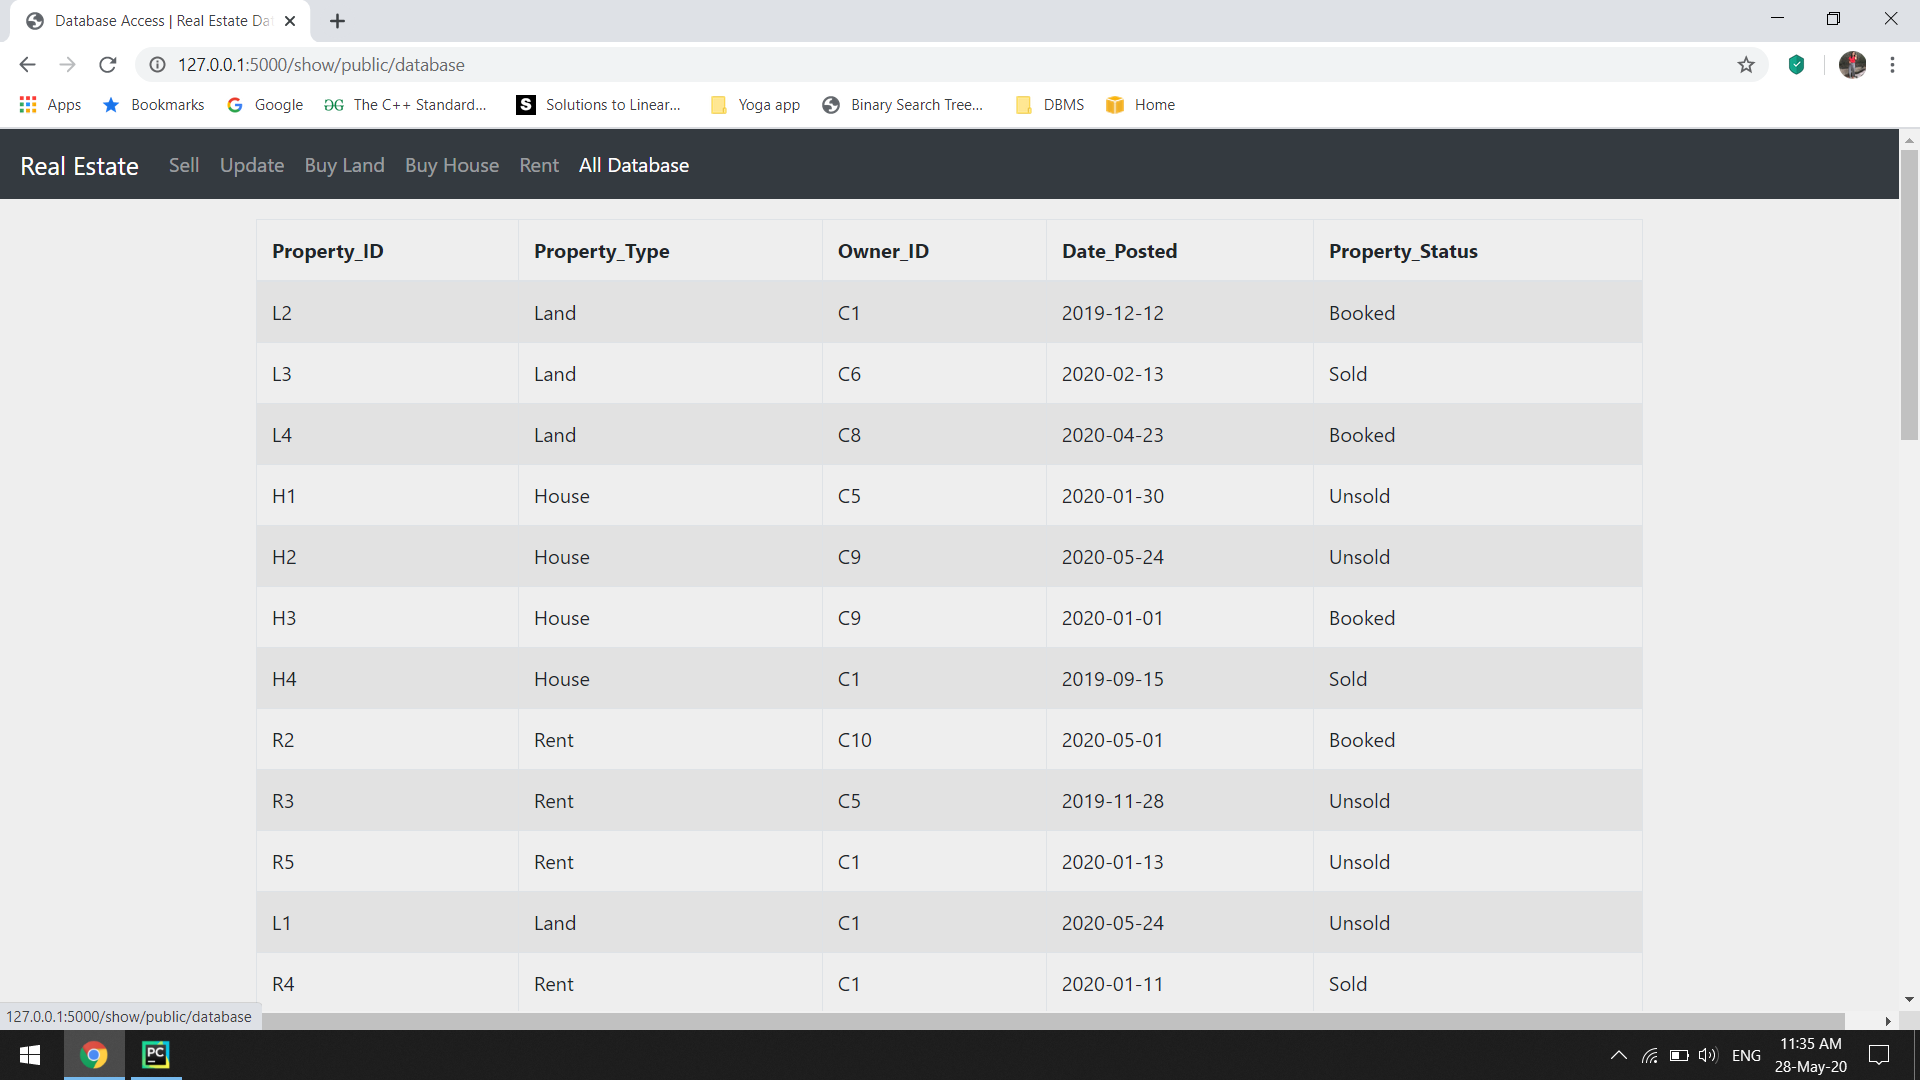 Database Access | Real Estate Da
127.0.0.1:5000/show/public/database
Apps Bookmarks Google The C++ Standard... Solutions to Linear... Yoga app Binary Search Tree... DBMS Home
Real Estate Sell Update Buy Land Buy House Rent All Database
Property_ID Property_Type Owner_ID Date_Posted Property_Status
L2 Land C1 2019-12-12 Booked
L3 Land C6 2020-02-13 Sold
L4 Land C8 2020-04-23 Booked
H1 House C5 2020-01-30 Unsold
H2 House C9 2020-05-24 Unsold
H3 House C9 2020-01-01 Booked
H4 House C1 2019-09-15 Sold
R2 Rent C10 2020-05-01 Booked
R3 Rent C5 2019-11-28 Unsold
R5 Rent C1 2020-01-13 Unsold
L1 Land C1 2020-05-24 Unsold
R4 Rent C1 2020-01-11 Sold
127.0.0.1:5000/show/public/database
PC
ENG
11:35 AM
28-May-20